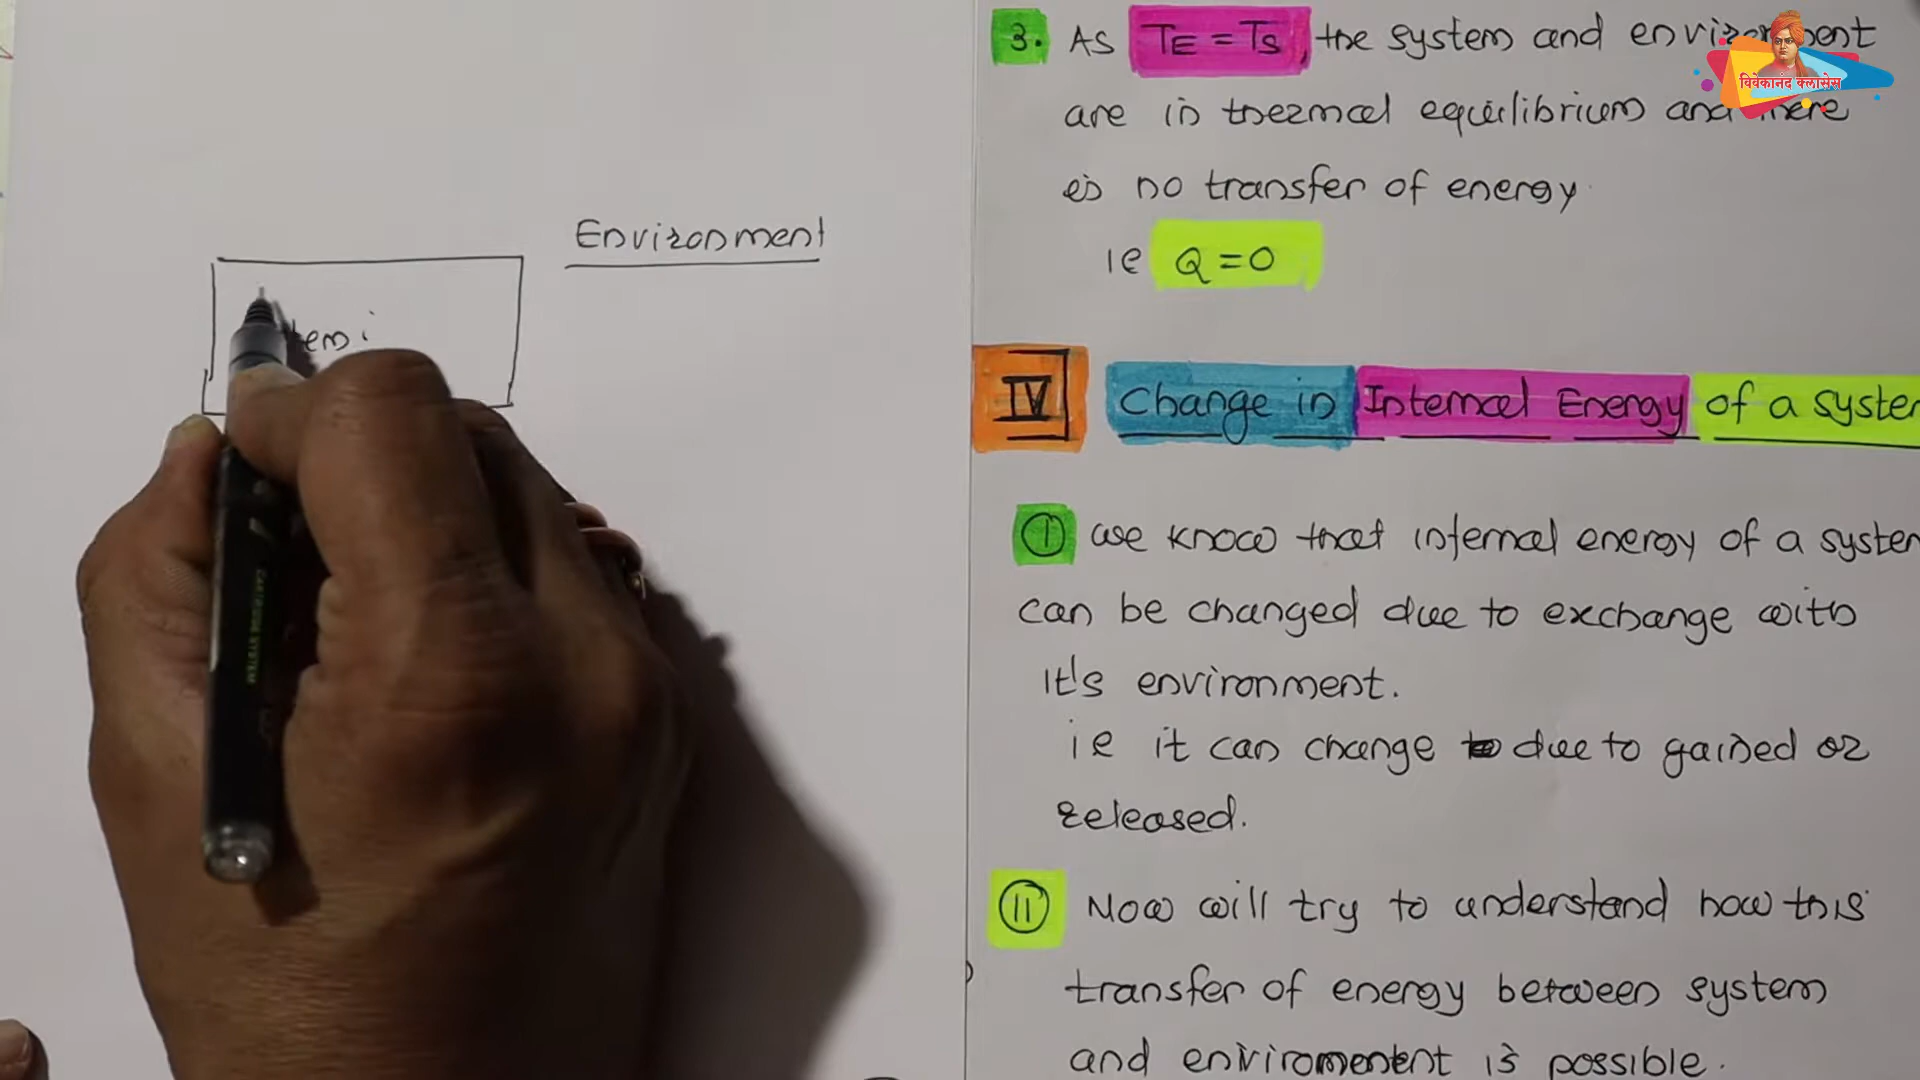 Environment
3. As TE = TS, the system and environment
are in thermal equilibrium and there
is no transfer of energy.
ie Q = 0
IV Change in Internal Energy of a system
I we know that internal energy of a system
can be changed due to exchange with
it's environment.
ie it can change due to gained or
released.
II Now will try to understand how this
transfer of energy between system
and enviroment is possible.
विवेकानंद क्लासेस
CARTRIDGE SYSTEM